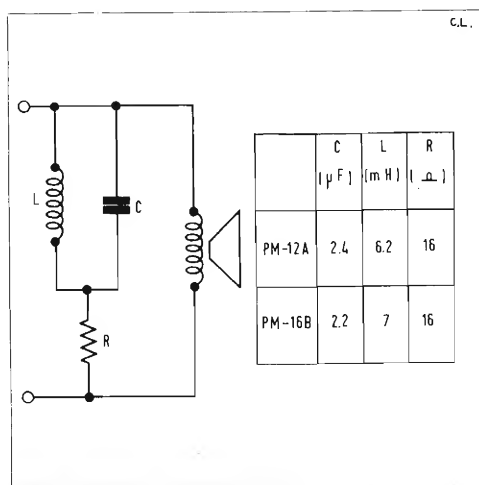 C.L.
L
C
R
C L R
(µF) (mH) (Ω)
PM-12A 2.4 6.2 16
PM-16B 2.2 7 16